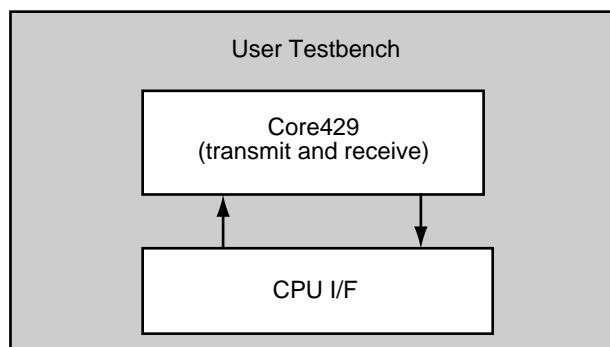 User Testbench
Core429
(transmit and receive)
CPU I/F